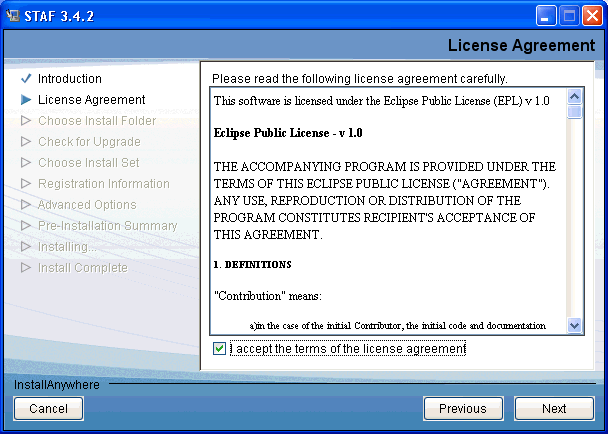 STAF 3.4.2
License Agreement
Introduction
License Agreement
Choose Install Folder
Check for Upgrade
Choose Install Set
Registration Information
Advanced Options
Pre-Installation Summary
Installing...
Install Complete
Please read the following license agreement carefully.
This software is licensed under the Eclipse Public License (EPL) v 1.0
Eclipse Public License - v 1.0
THE ACCOMPANYING PROGRAM IS PROVIDED UNDER THE
TERMS OF THIS ECLIPSE PUBLIC LICENSE ("AGREEMENT").
ANY USE, REPRODUCTION OR DISTRIBUTION OF THE
PROGRAM CONSTITUTES RECIPIENT'S ACCEPTANCE OF
THIS AGREEMENT.
1. DEFINITIONS
"Contribution" means:
a)in the case of the initial Contributor, the initial code and documentation
I accept the terms of the license agreement
InstallAnywhere
Cancel
Previous
Next